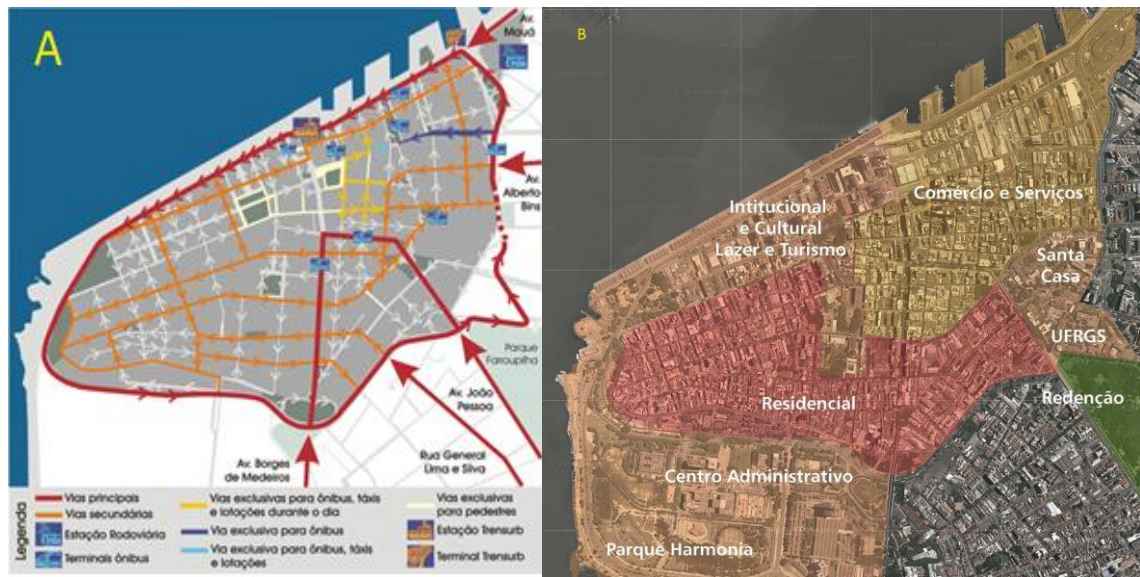 A
Av.
Mauá
Av.
Alberto
Bins
Parque
Farroupilha
Av. João
Pessoa
Rua General
Lima e Silva
Av. Borges
de Medeiros
Legenda
Vias principais
Vias secundárias
Estação Rodoviária
Terminais ônibus
Vias exclusivas para ônibus, táxis
e lotações durante o dia
Via exclusiva para ônibus
Via exclusiva para ônibus, táxis
e lotações
Vias exclusivas
para pedestres
Estação Transurb
Terminal Transurb
B
Comércio e Serviços
Intitucional
e Cultural
Lazer e Turismo
Santa
Casa
UFRGS
Redenção
Residencial
Centro Administrativo
Parque Harmonia